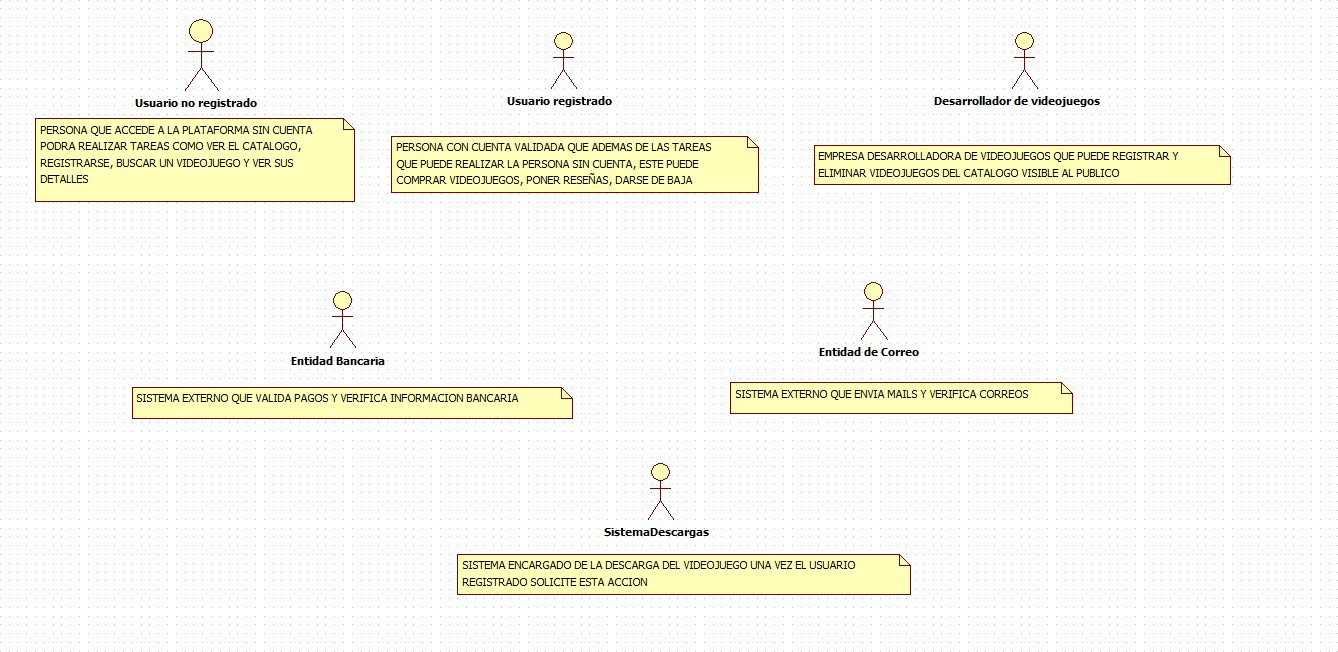 Usuario no registrado
PERSONA QUE ACCEDE A LA PLATAFORMA SIN CUENTA
PODRA REALIZAR TAREAS COMO VER EL CATALOGO,
REGISTRARSE, BUSCAR UN VIDEOJUEGO Y VER SUS
DETALLES
Usuario registrado
PERSONA CON CUENTA VALIDADA QUE ADEMAS DE LAS TAREAS
QUE PUEDE REALIZAR LA PERSONA SIN CUENTA, ESTE PUEDE
COMPRAR VIDEOJUEGOS, PONER RESEÑAS, DARSE DE BAJA
Desarrollador de videojuegos
EMPRESA DESARROLLADORA DE VIDEOJUEGOS QUE PUEDE REGISTRAR Y
ELIMINAR VIDEOJUEGOS DEL CATALOGO VISIBLE AL PUBLICO
Entidad Bancaria
SISTEMA EXTERNO QUE VALIDA PAGOS Y VERIFICA INFORMACION BANCARIA
Entidad de Correo
SISTEMA EXTERNO QUE ENVIA MAILS Y VERIFICA CORREOS
SistemaDescargas
SISTEMA ENCARGADO DE LA DESCARGA DEL VIDEOJUEGO UNA VEZ EL USUARIO
REGISTRADO SOLICITE ESTA ACCION